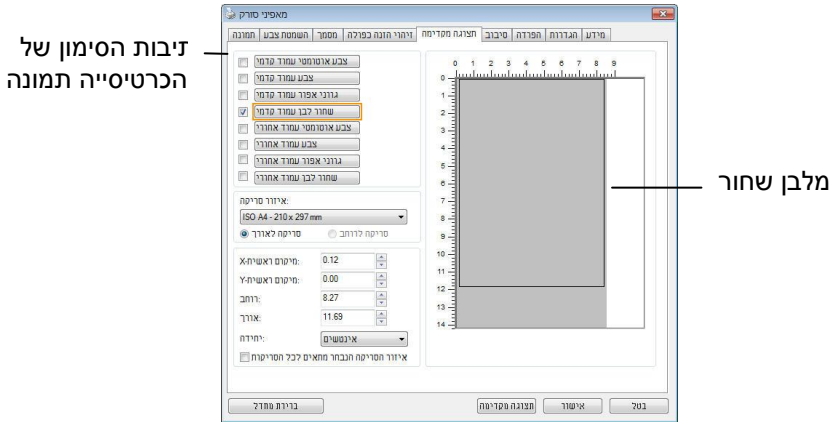 מאפיני סורק
תמונה השמטת צבע מסמך זיהוי הזנה כפולה תצוגה מקדימה סיבוב הפרדה הגדרות מידע
תיבות הסימון של
הכרטיסייה תמונה
צבע אוטומטי עמוד קדמי
צבע עמוד קדמי
גווני אפור עמוד קדמי
שחור לבן עמוד קדמי
צבע אוטומטי עמוד אחורי
צבע עמוד אחורי
גווני אפור עמוד אחורי
שחור לבן עמוד אחורי
איזור סריקה:
ISO A4 - 210 x 297 mm
סריקה לאורך סריקה לרוחב
X-מיקום ראשית: 0.12
Y-מיקום ראשית: 0.00
רוחב: 8.27
אורך: 11.69
יחידה: אינטשים
איזור הסריקה הנבחר מתאים לכל הסריקות
0 1 2 3 4 5 6 7 8 9
0
1
2
3
4
5
6
7
8
9
10
11
12
13
14
מלבן שחור
ברירת מחדל תצוגה מקדימה אישור בטל